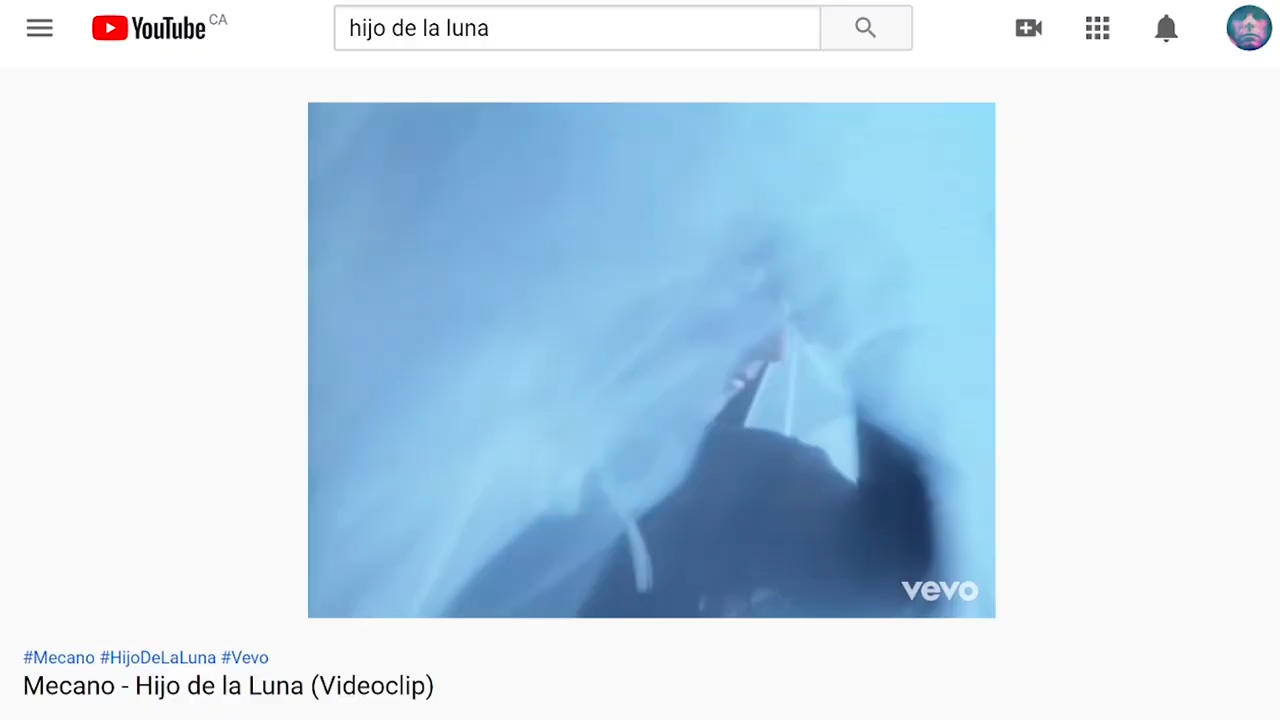 YouTube CA
hijo de la luna
vevo
#Mecano #HijoDeLaLuna #Vevo
Mecano - Hijo de la Luna (Videoclip)